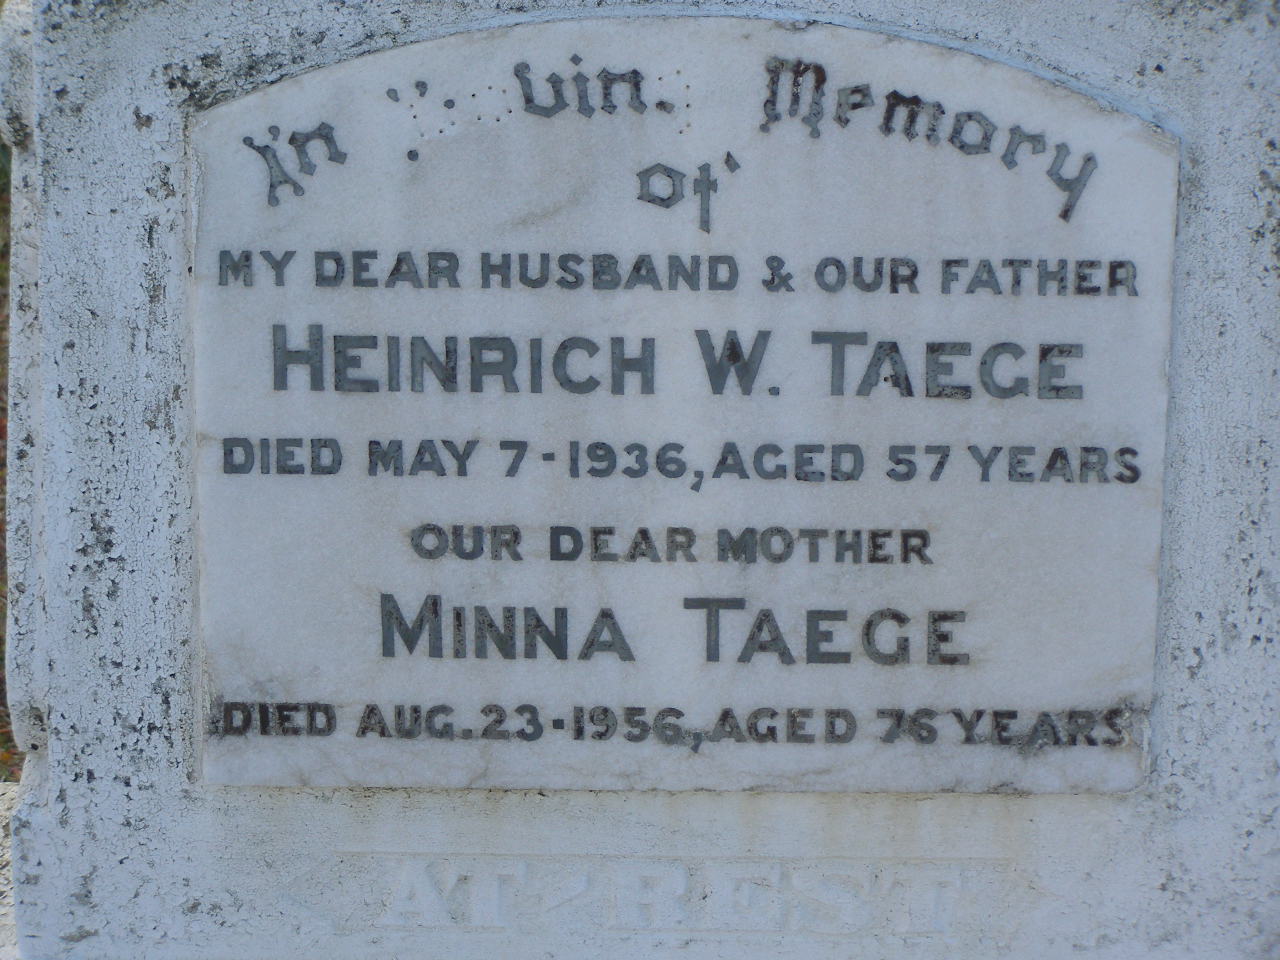 In Memory
of
MY DEAR HUSBAND & OUR FATHER
HEINRICH W. TAEGE
DIED MAY 7-1936, AGED 57 YEARS
OUR DEAR MOTHER
MINNA TAEGE
DIED AUG. 23-1956, AGED 76 YEARS
AT REST